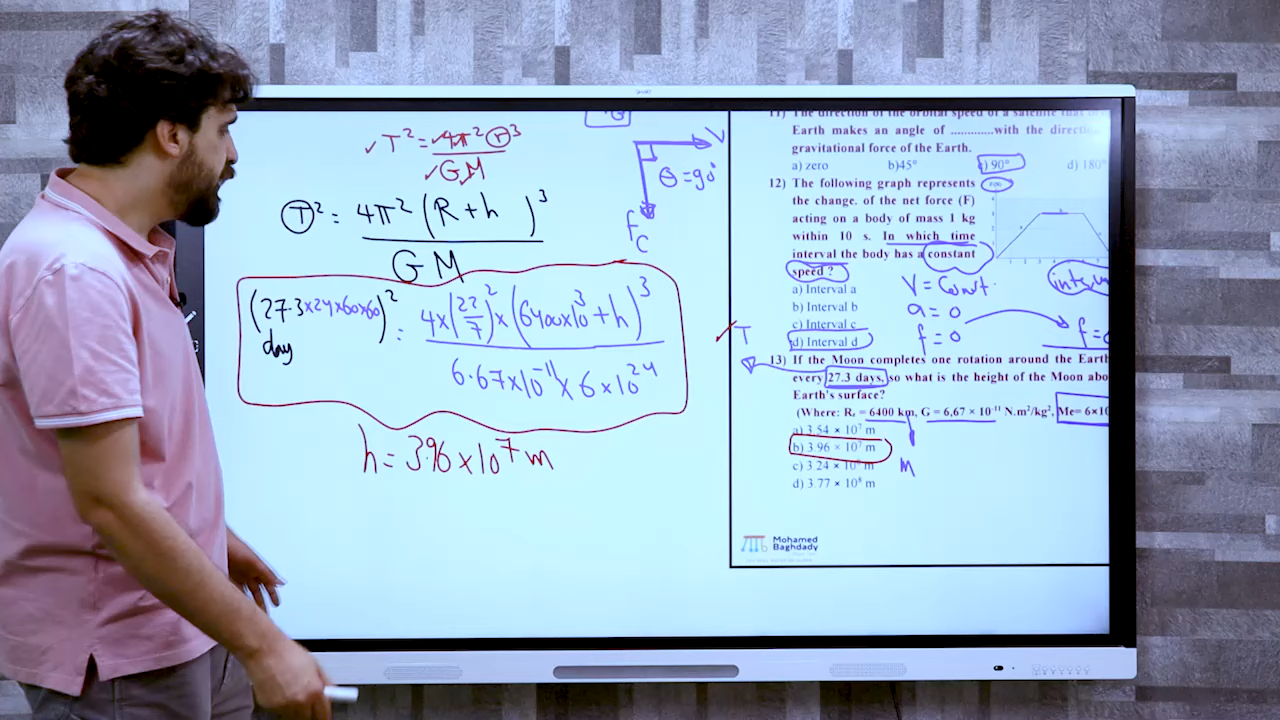 SMART
T² = 4π² r³
GM
T² = 4π² (R + h)³
GM
(27.3×24×60×60)² = 4×(22/7)²×(6400×10³+h)³
day
6.67×10⁻¹¹×6×10²⁴
h = 3.96×10⁷ m
V
θ = 90°
fc
11) The direction of the orbital speed of a satellite that
Earth makes an angle of .............with the direction
gravitational force of the Earth.
a) zero b)45° c) 90° d) 180°
12) The following graph represents
the change. of the net force (F)
acting on a body of mass 1 kg
within 10 s. In which time
interval the body has a constant
speed ?
a) Interval a
b) Interval b
c) Interval c
d) Interval d
F(N)
V = Const.
a = 0
f = 0
f = 0
T
13) If the Moon completes one rotation around the Earth
every 27.3 days, so what is the height of the Moon abo
Earth's surface?
(Where: Rₑ = 6400 km, G = 6,67 × 10⁻¹¹ N.m²/kg², Me= 6×10
a) 3.54 × 10⁷ m
b) 3.96 × 10⁷ m
c) 3 24 × 10⁸ m
d) 3.77 × 10⁸ m
m
Mohamed
Baghdady